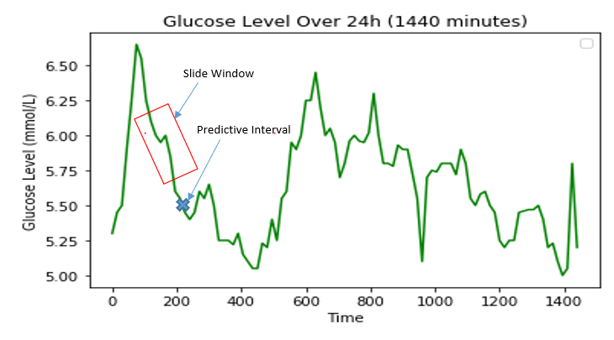 Glucose Level Over 24h (1440 minutes)
Glucose Level (mmol/L)
6.50
6.25
6.00
5.75
5.50
5.25
5.00
Slide Window
Predictive Interval
0 200 400 600 800 1000 1200 1400
Time